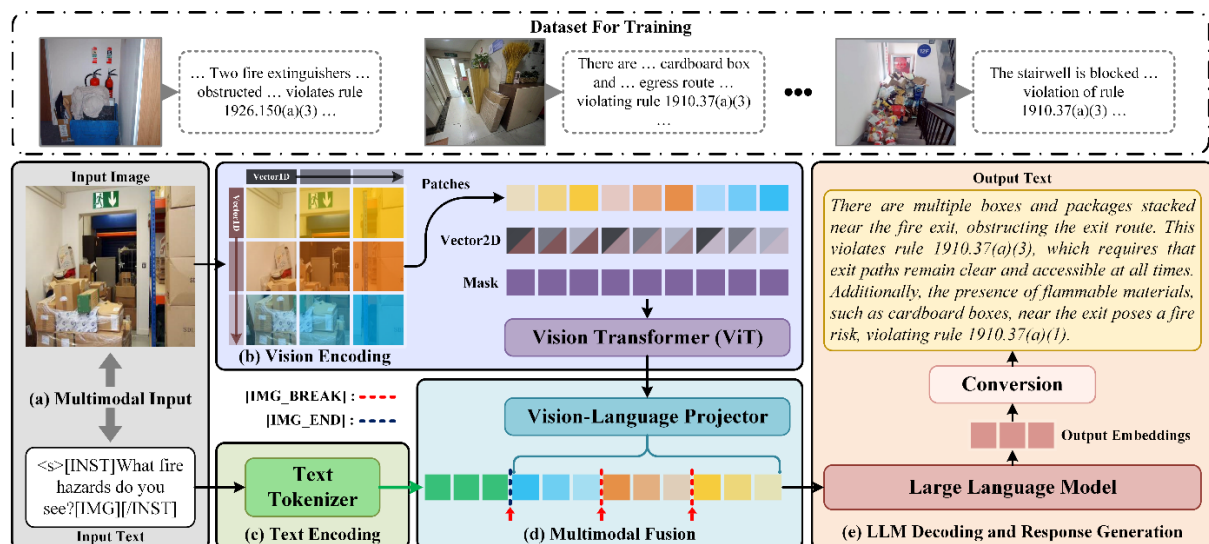 Dataset For Training
… Two fire extinguishers …
obstructed … violates rule
1926.150(a)(3) …
There are … cardboard box
and … egress route …
violating rule 1910.37(a)(3)
…
The stairwell is blocked …
violation of rule
1910.37(a)(3) …
Input Image
(a) Multimodal Input
<s>[INST]What fire
hazards do you
see?[IMG][/INST]
Input Text
Vector1D
Vector1D
Patches
Vector2D
Mask
(b) Vision Encoding
Vision Transformer (ViT)
|IMG_BREAK| :
|IMG_END| :
Text
Tokenizer
(c) Text Encoding
Vision-Language Projector
(d) Multimodal Fusion
Output Text
There are multiple boxes and packages stacked
near the fire exit, obstructing the exit route. This
violates rule 1910.37(a)(3), which requires that
exit paths remain clear and accessible at all times.
Additionally, the presence of flammable materials,
such as cardboard boxes, near the exit poses a fire
risk, violating rule 1910.37(a)(1).
Conversion
Output Embeddings
Large Language Model
(e) LLM Decoding and Response Generation